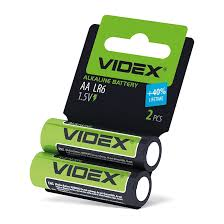 VIDEX
ALKALINE BATTERY
AA LR6
1.5V
+40%
LIFETIME
2 PCS
VIDEX
VIDEX